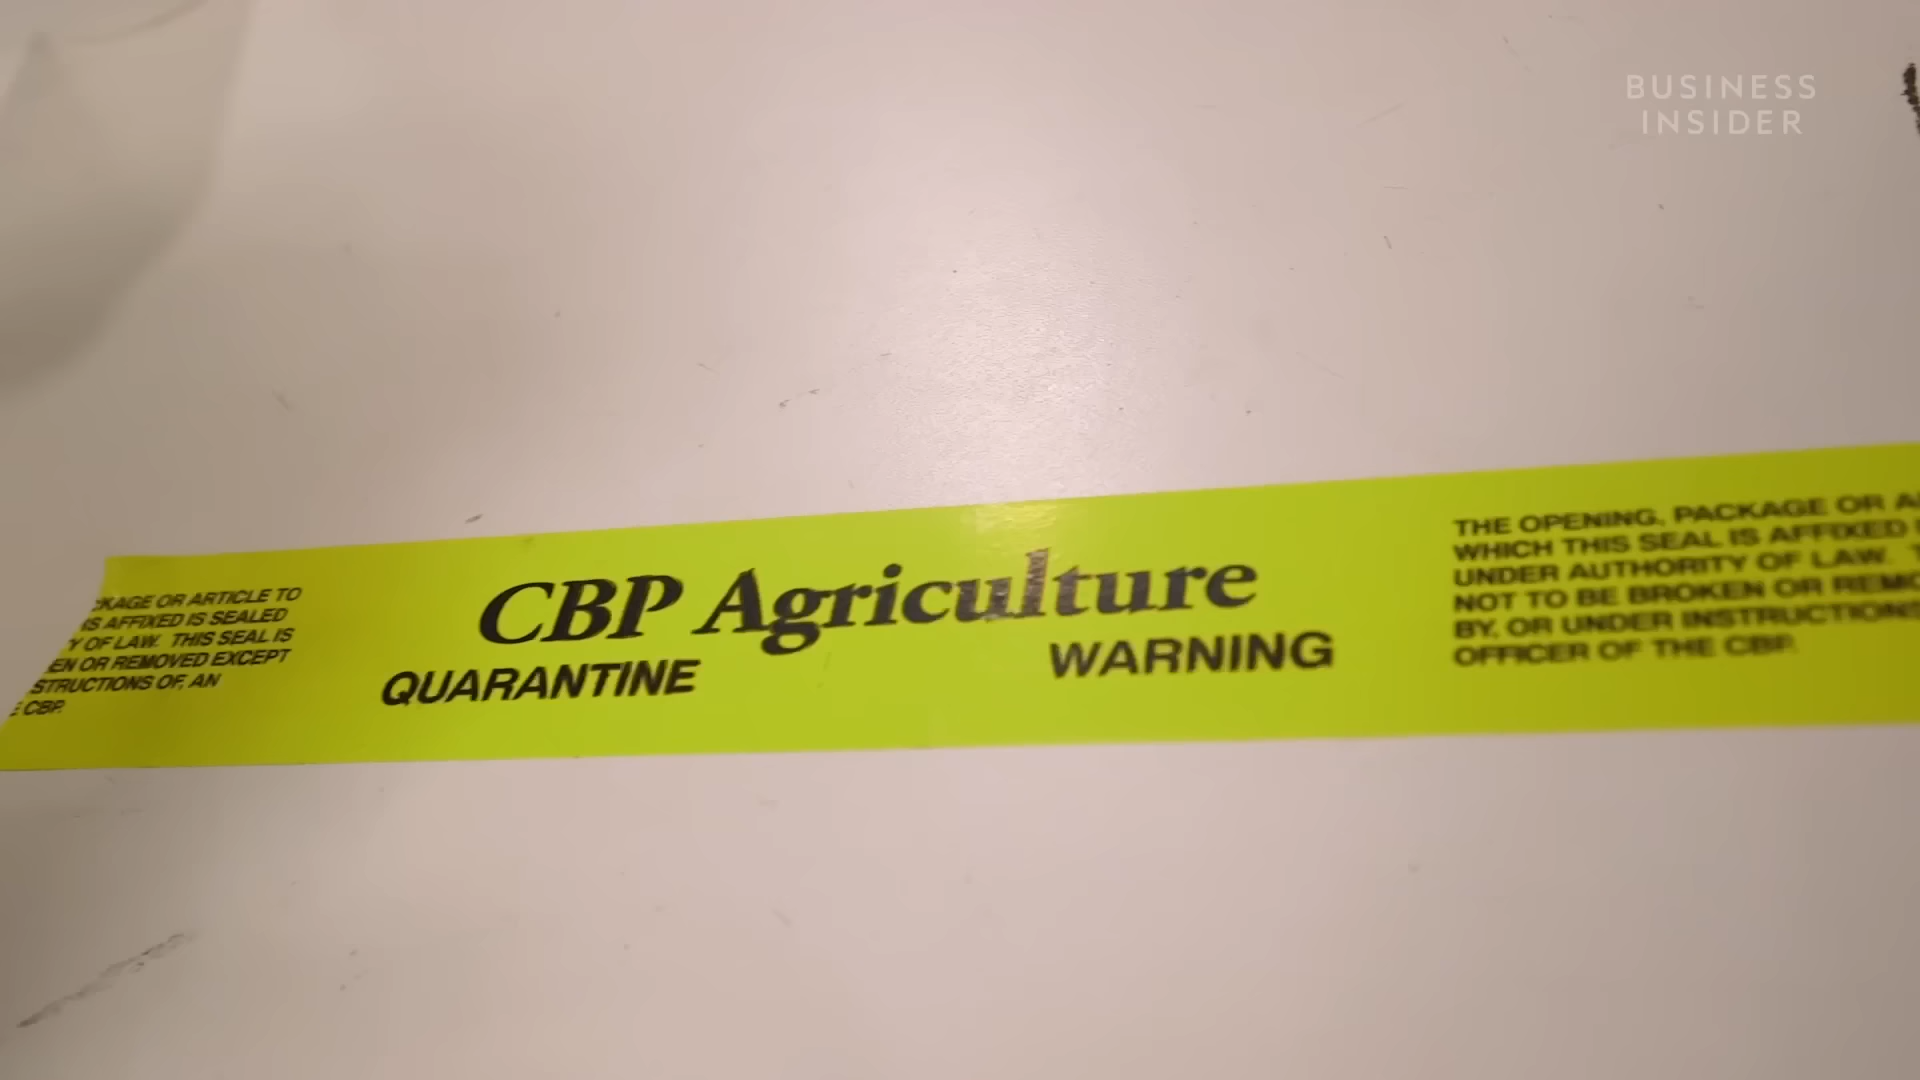 BUSINESS
INSIDER
KAGE OR ARTICLE TO
IS AFFIXED IS SEALED
Y OF LAW. THIS SEAL IS
EN OR REMOVED EXCEPT
STRUCTIONS OF, AN
CBP.
CBP Agriculture
QUARANTINE WARNING
THE OPENING, PACKAGE OR
WHICH THIS SEAL IS AFFIXED
UNDER AUTHORITY OF LAW.
NOT TO BE BROKEN OR REMO
BY, OR UNDER INSTRUCTIONS
OFFICER OF THE CBP.